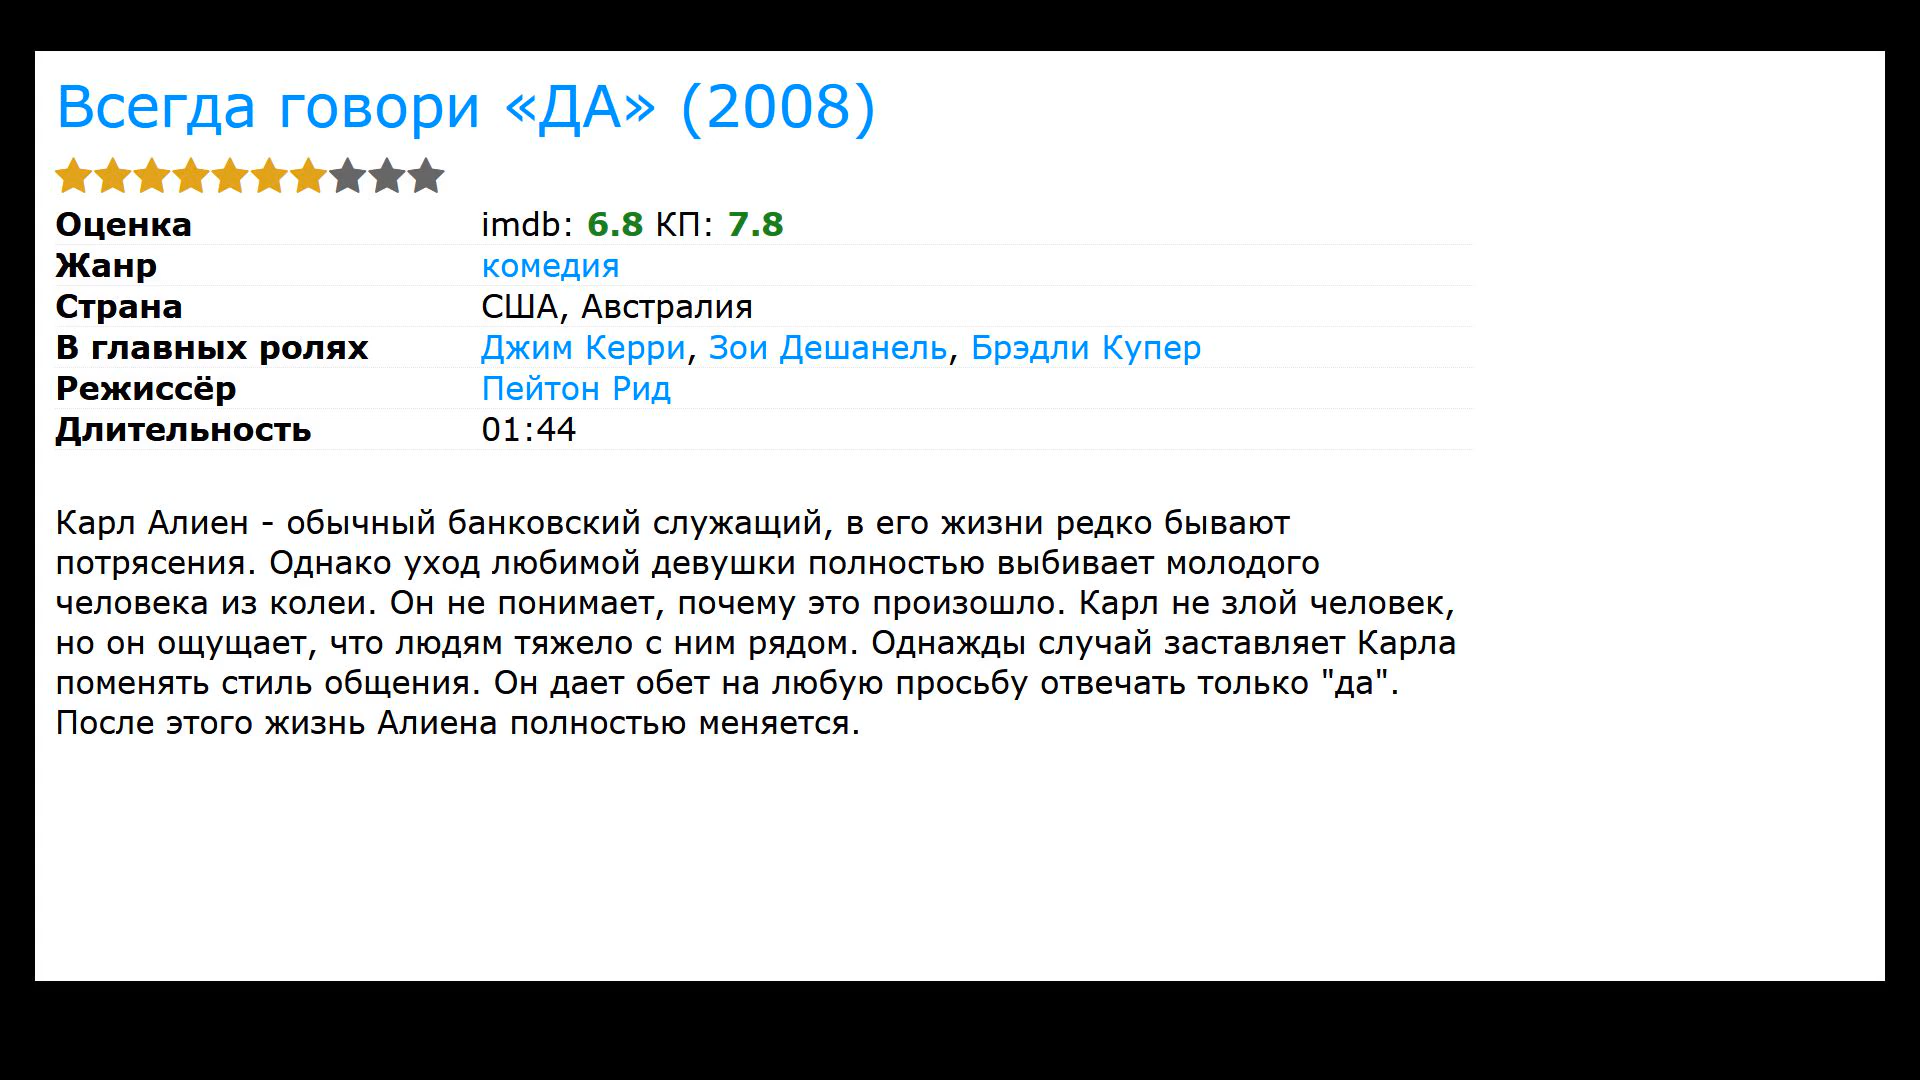 Всегда говори «ДА» (2008)
Оценка imdb: 6.8 КП: 7.8
Жанр комедия
Страна США, Австралия
В главных ролях Джим Керри, Зои Дешанель, Брэдли Купер
Режиссёр Пейтон Рид
Длительность 01:44
Карл Алиен - обычный банковский служащий, в его жизни редко бывают
потрясения. Однако уход любимой девушки полностью выбивает молодого
человека из колеи. Он не понимает, почему это произошло. Карл не злой человек,
но он ощущает, что людям тяжело с ним рядом. Однажды случай заставляет Карла
поменять стиль общения. Он дает обет на любую просьбу отвечать только "да".
После этого жизнь Алиена полностью меняется.